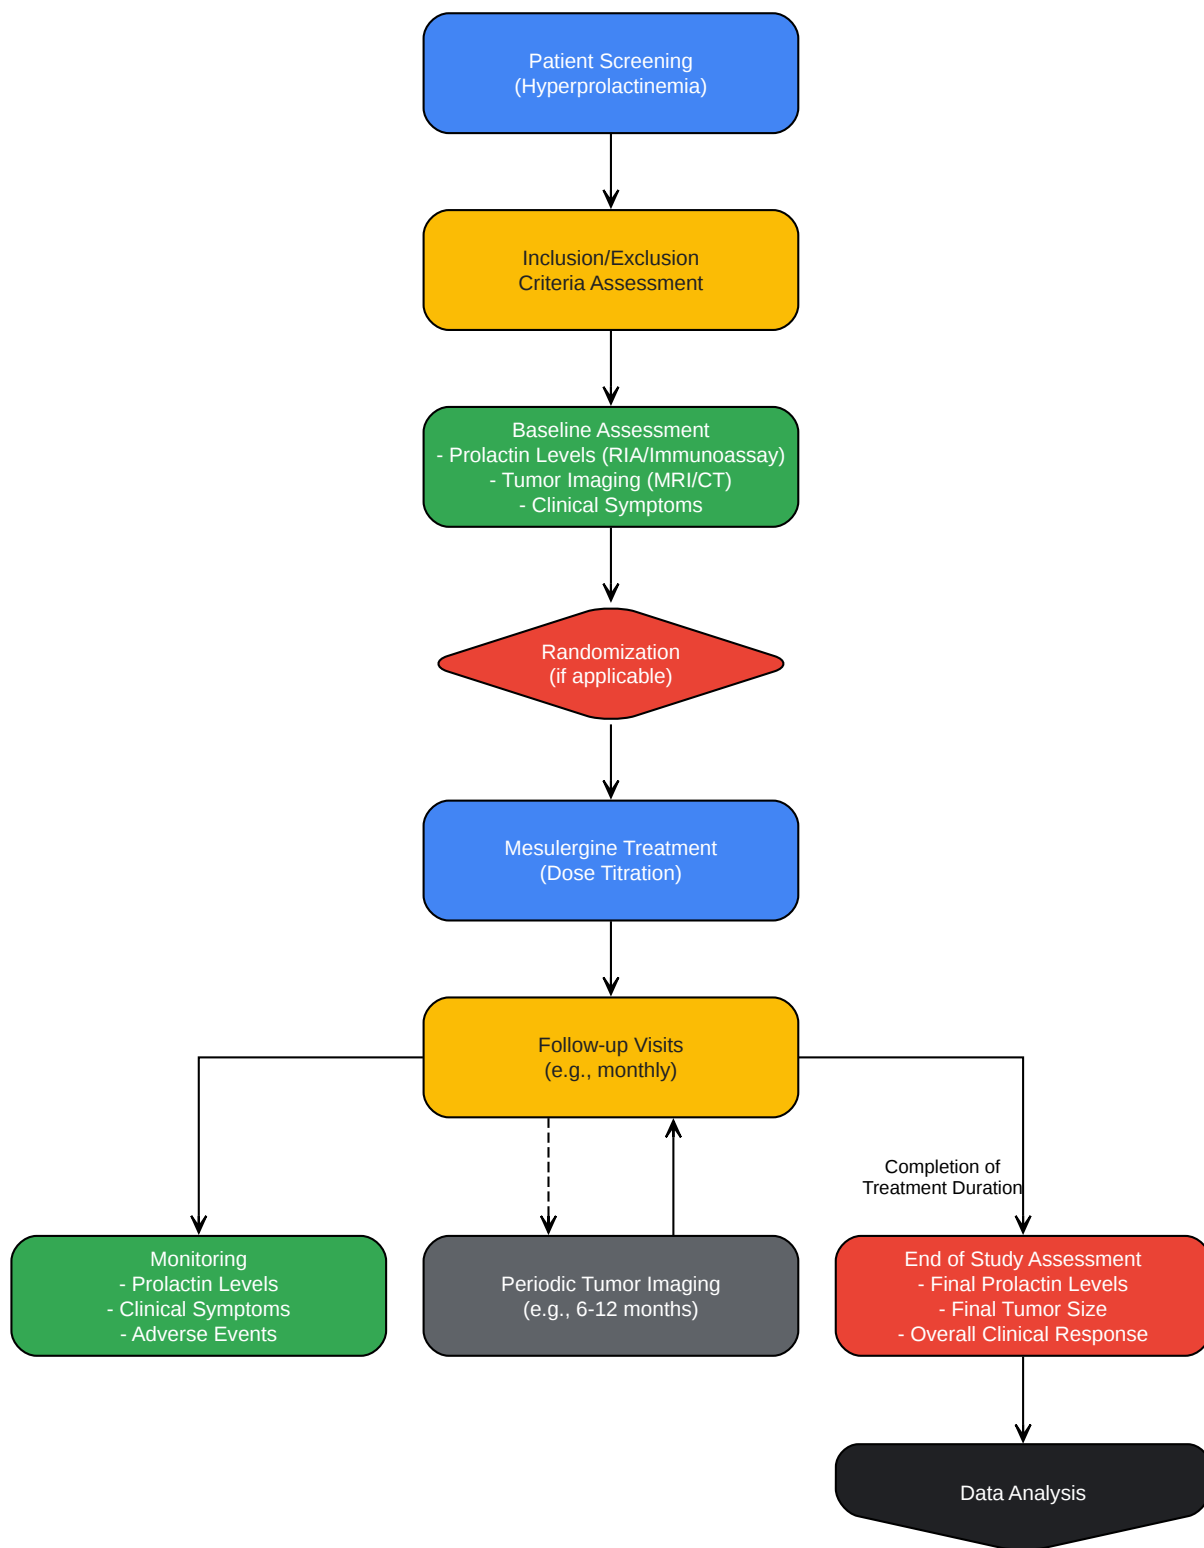 Patient Screening
(Hyperprolactinemia)
Inclusion/Exclusion
Criteria Assessment
Baseline Assessment
- Prolactin Levels (RIA/Immunoassay)
- Tumor Imaging (MRI/CT)
- Clinical Symptoms
Randomization
(if applicable)
Mesulergine Treatment
(Dose Titration)
Follow-up Visits
(e.g., monthly)
Completion of
Treatment Duration
Monitoring
- Prolactin Levels
- Clinical Symptoms
- Adverse Events
Periodic Tumor Imaging
(e.g., 6-12 months)
End of Study Assessment
- Final Prolactin Levels
- Final Tumor Size
- Overall Clinical Response
Data Analysis